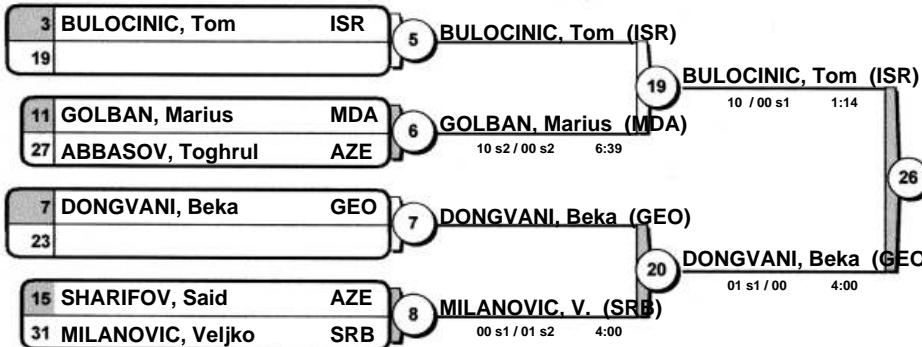 3 BULOCINIC, Tom ISR
19
5 BULOCINIC, Tom (ISR)
11 GOLBAN, Marius MDA
27 ABBASOV, Toghrul AZE
6 GOLBAN, Marius (MDA)
10 s2 / 00 s2 6:39
19 BULOCINIC, Tom (ISR)
10 / 00 s1 1:14
7 DONGVANI, Beka GEO
23
7 DONGVANI, Beka (GEO)
15 SHARIFOV, Said AZE
31 MILANOVIC, Veljko SRB
8 MILANOVIC, V. (SRB)
00 s1 / 01 s2 4:00
20 DONGVANI, Beka (GEO
01 s1 / 00 4:00
26